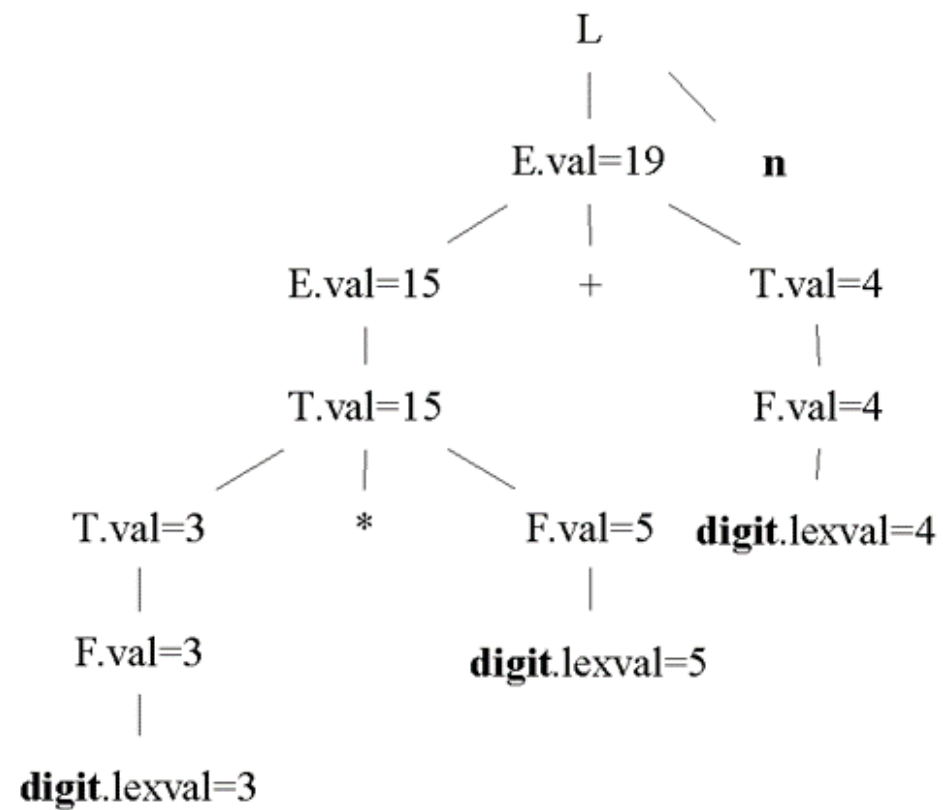 L
E.val=19 n
E.val=15 + T.val=4
T.val=15 F.val=4
T.val=3 * F.val=5 digit.lexval=4
F.val=3 digit.lexval=5
digit.lexval=3